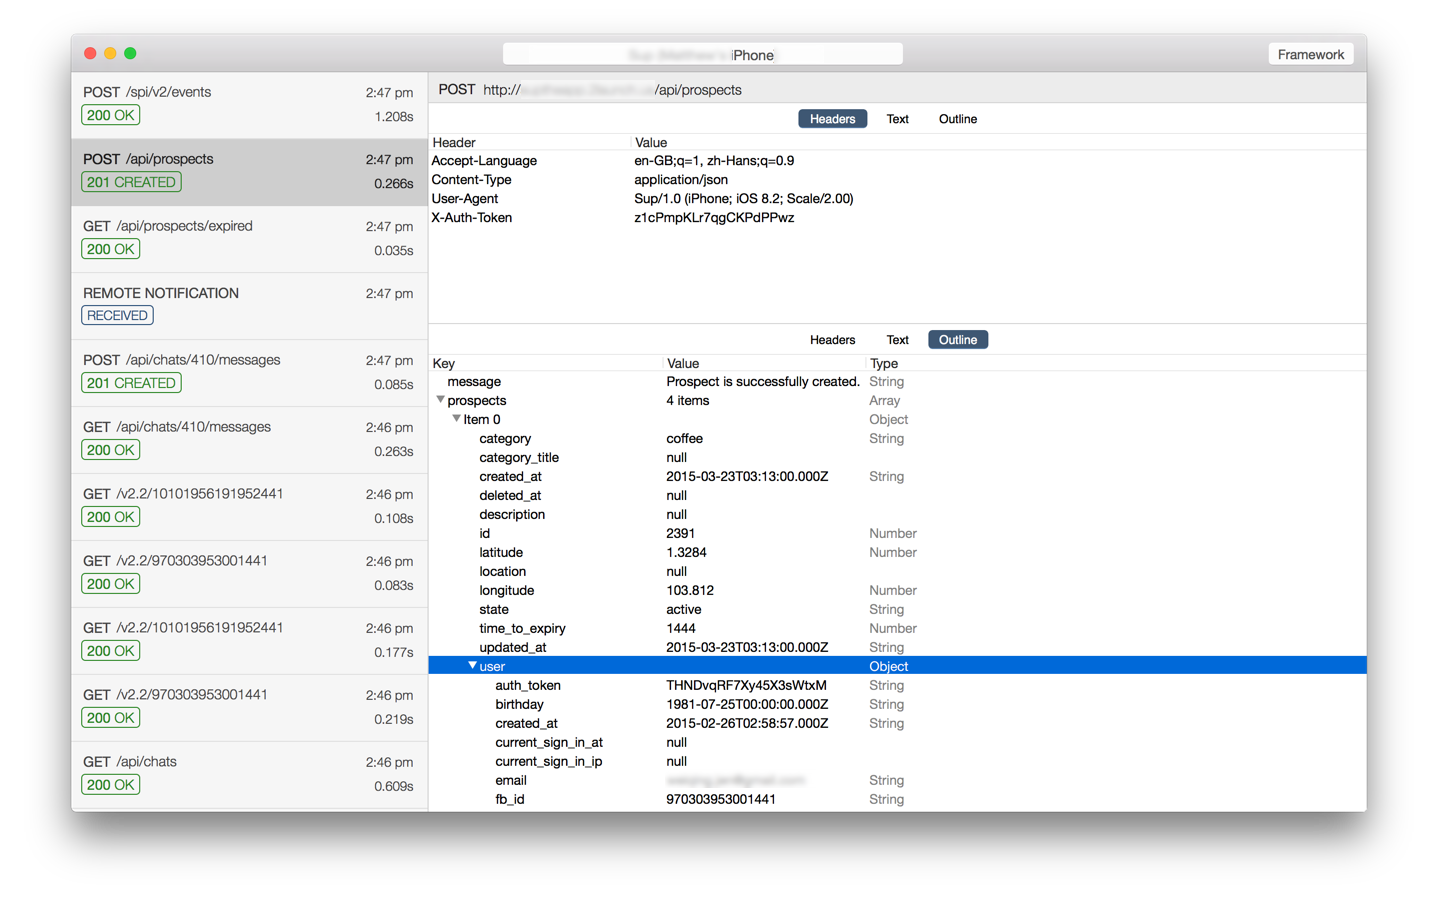 iPhone
Framework
POST /spi/v2/events 2:47 pm
200 OK 1.208s
POST /api/prospects 2:47 pm
201 CREATED 0.266s
GET /api/prospects/expired 2:47 pm
200 OK 0.035s
REMOTE NOTIFICATION 2:47 pm
RECEIVED
POST /api/chats/410/messages 2:47 pm
201 CREATED 0.085s
GET /api/chats/410/messages 2:46 pm
200 OK 0.263s
GET /v2.2/10101956191952441 2:46 pm
200 OK 0.108s
GET /v2.2/970303953001441 2:46 pm
200 OK 0.083s
GET /v2.2/10101956191952441 2:46 pm
200 OK 0.177s
GET /v2.2/970303953001441 2:46 pm
200 OK 0.219s
GET /api/chats 2:46 pm
200 OK 0.609s
POST http:// /api/prospects
Headers Text Outline
Header Value
Accept-Language en-GB;q=1, zh-Hans;q=0.9
Content-Type application/json
User-Agent Sup/1.0 (iPhone; iOS 8.2; Scale/2.00)
X-Auth-Token z1cPmpKLr7qgCKPdPPwz
Headers Text Outline
Key Value Type
message Prospect is successfully created. String
prospects 4 items Array
Item 0 Object
category coffee String
category_title null
created_at 2015-03-23T03:13:00.000Z String
deleted_at null
description null
id 2391 Number
latitude 1.3284 Number
location null
longitude 103.812 Number
state active String
time_to_expiry 1444 Number
updated_at 2015-03-23T03:13:00.000Z String
user Object
auth_token THNDvqRF7Xy45X3sWtxM String
birthday 1981-07-25T00:00:00.000Z String
created_at 2015-02-26T02:58:57.000Z String
current_sign_in_at null
current_sign_in_ip null
email String
fb_id 970303953001441 String